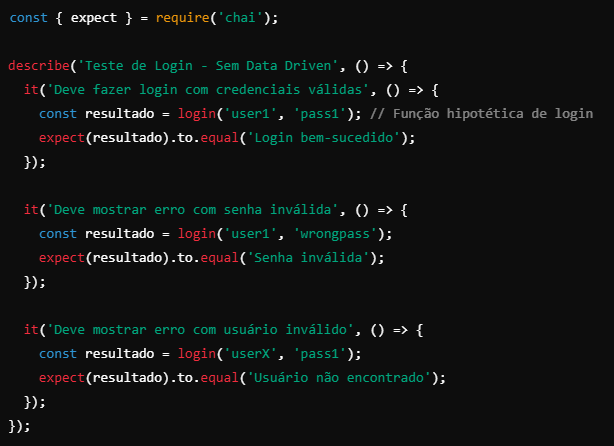 const { expect } = require('chai');
describe('Teste de Login - Sem Data Driven', () => {
it('Deve fazer login com credenciais válidas', () => {
const resultado = login('user1', 'pass1'); // Função hipotética de login
expect(resultado).to.equal('Login bem-sucedido');
});
it('Deve mostrar erro com senha inválida', () => {
const resultado = login('user1', 'wrongpass');
expect(resultado).to.equal('Senha inválida');
});
it('Deve mostrar erro com usuário inválido', () => {
const resultado = login('userX', 'pass1');
expect(resultado).to.equal('Usuário não encontrado');
});
});